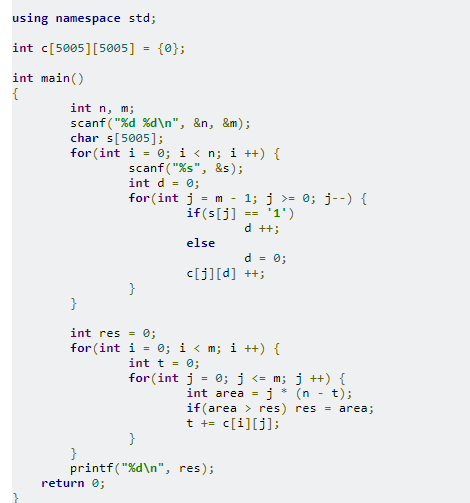 using namespace std;
int c[5005][5005] = {0};
int main()
{
int n, m;
scanf("%d %d\n", &n, &m);
char s[5005];
for(int i = 0; i < n; i ++) {
scanf("%s", &s);
int d = 0;
for(int j = m - 1; j >= 0; j--) {
if(s[j] == '1')
d ++;
else
d = 0;
c[j][d] ++;
}
}
int res = 0;
for(int i = 0; i < m; i ++) {
int t = 0;
for(int j = 0; j <= m; j ++) {
int area = j * (n - t);
if(area > res) res = area;
t += c[i][j];
}
}
printf("%d\n", res);
return 0;
}